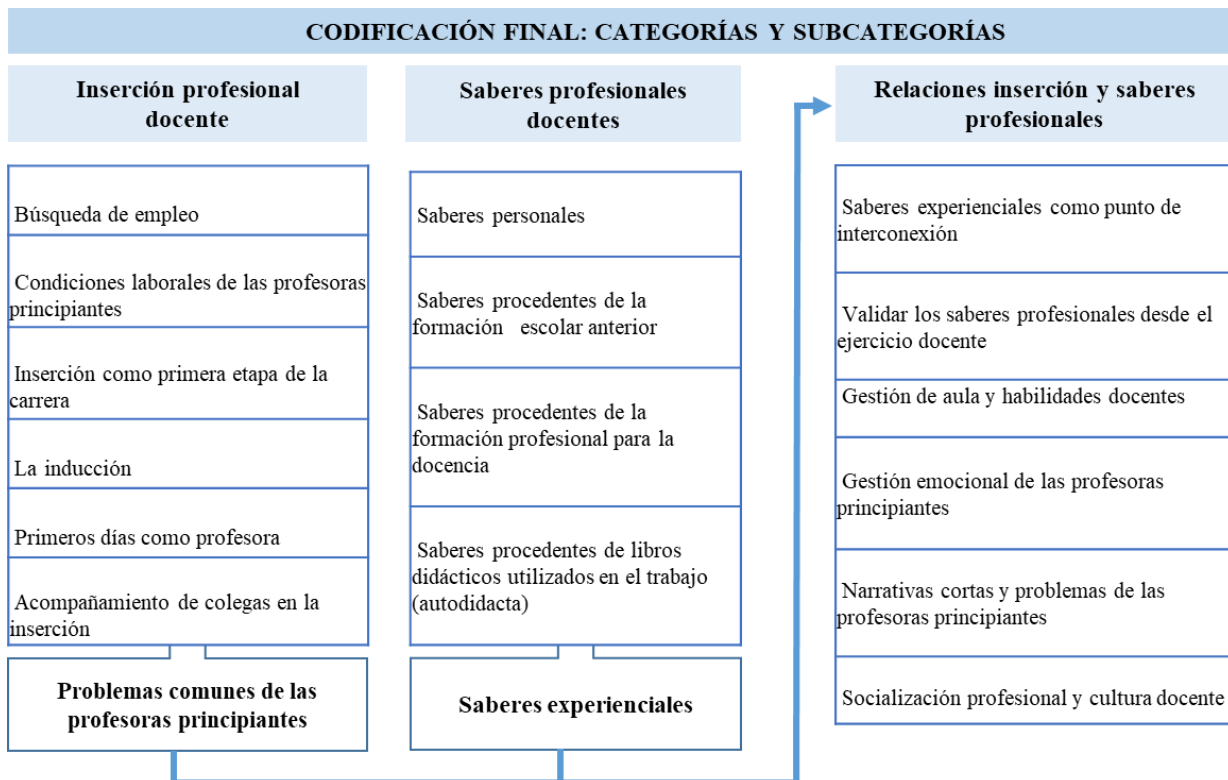 CODIFICACIÓN FINAL: CATEGORÍAS Y SUBCATEGORÍAS
Inserción profesional
docente
Búsqueda de empleo
Condiciones laborales de las profesoras
principiantes
Inserción como primera etapa de la
carrera
La inducción
Primeros días como profesora
Acompañamiento de colegas en la
inserción
Problemas comunes de las
profesoras principiantes
Saberes profesionales
docentes
Saberes personales
Saberes procedentes de la
formación escolar anterior
Saberes procedentes de la
formación profesional para la
docencia
Saberes procedentes de libros
didácticos utilizados en el trabajo
(autodidacta)
Saberes experienciales
Relaciones inserción y saberes
profesionales
Saberes experienciales como punto de
interconexión
Validar los saberes profesionales desde el
ejercicio docente
Gestión de aula y habilidades docentes
Gestión emocional de las profesoras
principiantes
Narrativas cortas y problemas de las
profesoras principiantes
Socialización profesional y cultura docente